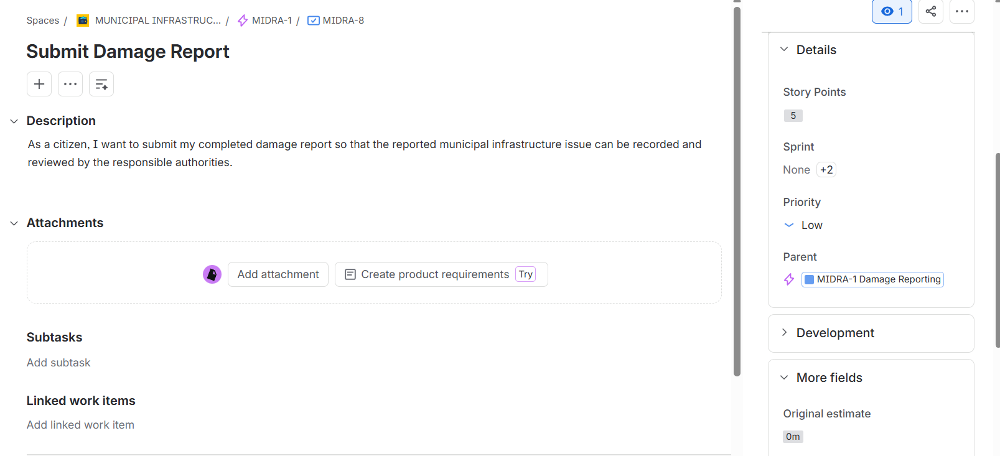 Spaces / MUNICIPAL INFRASTRUC... / MIDRA-1 / MIDRA-8
Submit Damage Report
Description
As a citizen, I want to submit my completed damage report so that the reported municipal infrastructure issue can be recorded and
reviewed by the responsible authorities.
Attachments
Add attachment
Create product requirements Try
Subtasks
Add subtask
Linked work items
Add linked work item
1
Details
Story Points
5
Sprint
None +2
Priority
Low
Parent
MIDRA-1 Damage Reporting
Development
More fields
Original estimate
0m